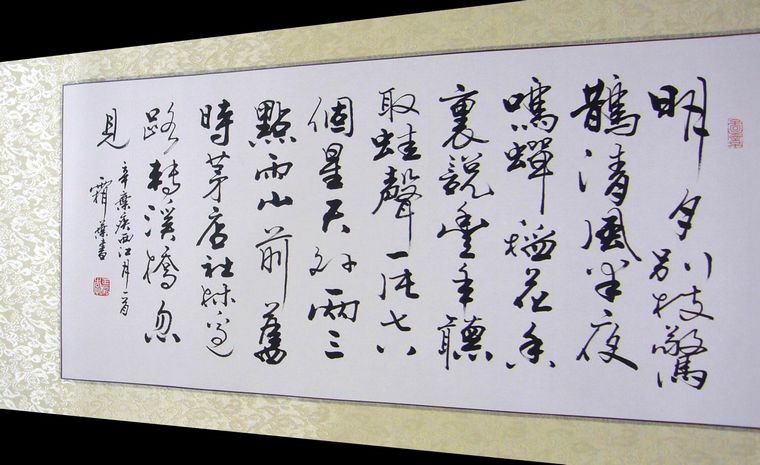 明月別枝驚
鵲清風半夜
鳴蟬稻花香
裏說豐年聽
取蛙聲一片七八
個星天外兩三
點雨山前舊
時茅店社林邊
路轉溪橋忽
見
辛棄疾西江月一首
霜葉書